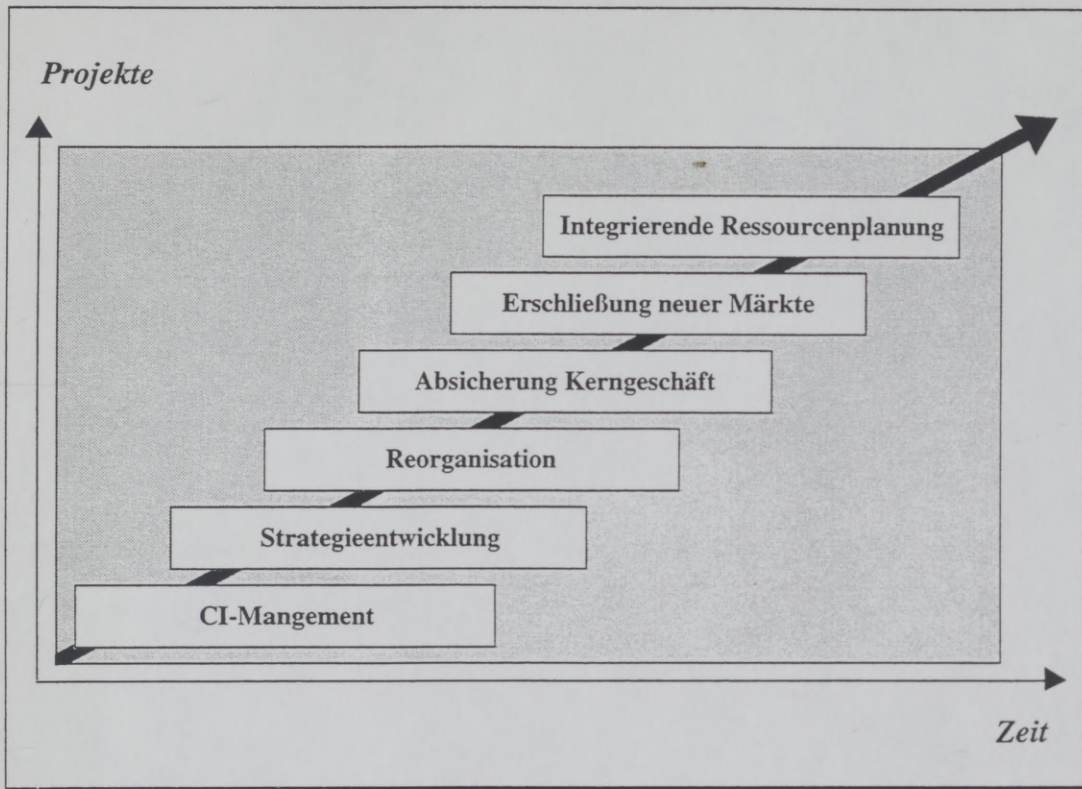 Projekte
Integrierende Ressourcenplanung
Erschließung neuer Märkte
Absicherung Kerngeschäft
Reorganisation
Strategieentwicklung
CI-Mangement
Zeit